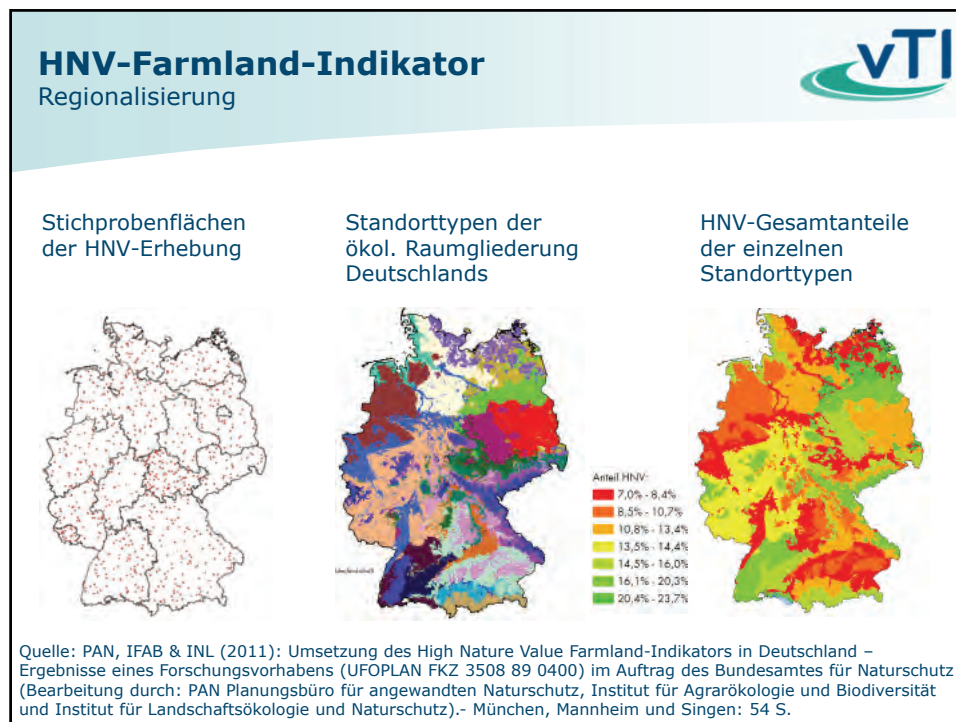 HNV-Farmland-Indikator
Regionalisierung
vTI
Stichprobenflächen
der HNV-Erhebung
Standorttypen der
ökol. Raumgliederung
Deutschlands
HNV-Gesamtanteile
der einzelnen
Standorttypen
Anteil HNV:
7,0% - 8,4%
8,5% - 10,7%
10,8% - 13,4%
13,5% - 14,4%
14,5% - 16,0%
16,1% - 20,3%
20,4% - 23,7%
Quelle: PAN, IFAB & INL (2011): Umsetzung des High Nature Value Farmland-Indikators in Deutschland –
Ergebnisse eines Forschungsvorhabens (UFOPLAN FKZ 3508 89 0400) im Auftrag des Bundesamtes für Naturschutz
(Bearbeitung durch: PAN Planungsbüro für angewandten Naturschutz, Institut für Agrarökologie und Biodiversität
und Institut für Landschaftsökologie und Naturschutz).- München, Mannheim und Singen: 54 S.